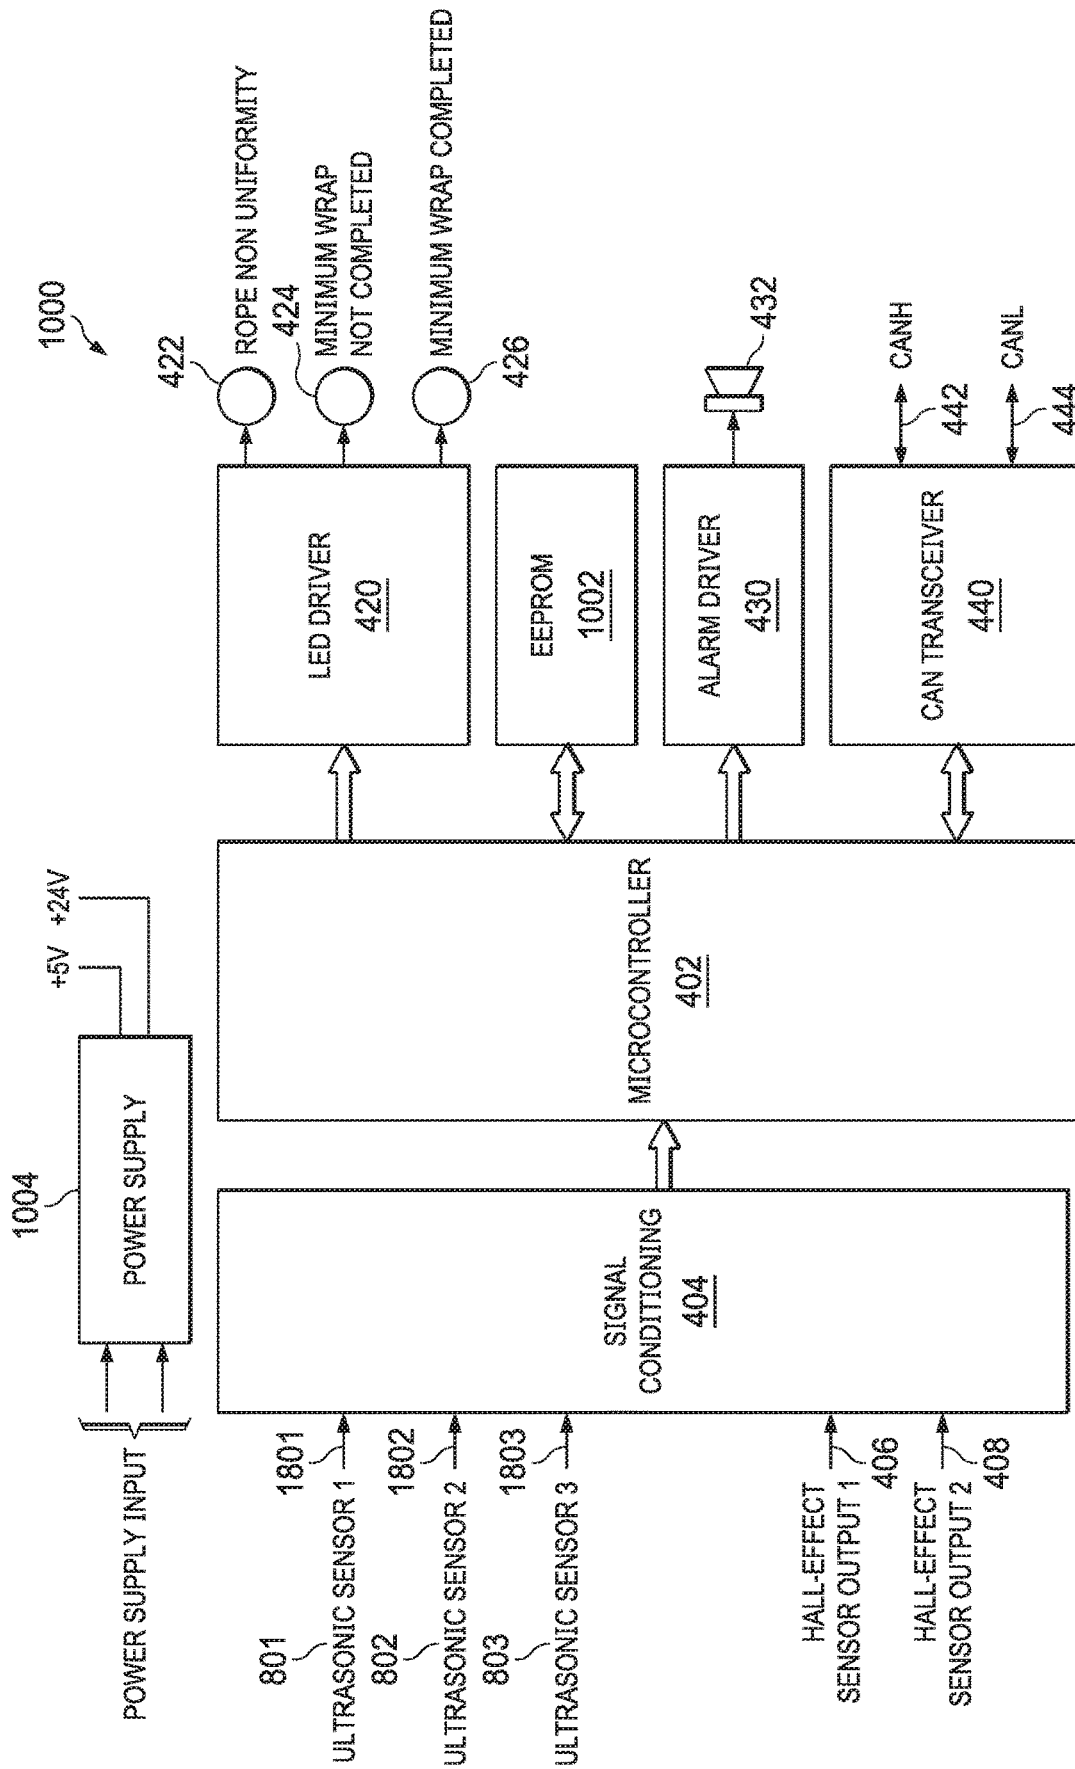 1000
1004
POWER SUPPLY INPUT
POWER SUPPLY
+5V
+24V
801
ULTRASONIC SENSOR 1
1801
802
ULTRASONIC SENSOR 2
1802
803
ULTRASONIC SENSOR 3
1803
HALL-EFFECT
SENSOR OUTPUT 1
406
HALL-EFFECT
SENSOR OUTPUT 2
408
SIGNAL
CONDITIONING
404
MICROCONTROLLER
402
LED DRIVER
420
422
ROPE NON UNIFORMITY
424
MINIMUM WRAP
NOT COMPLETED
426
MINIMUM WRAP COMPLETED
EEPROM
1002
ALARM DRIVER
430
432
CAN TRANSCEIVER
440
CANH
442
CANL
444